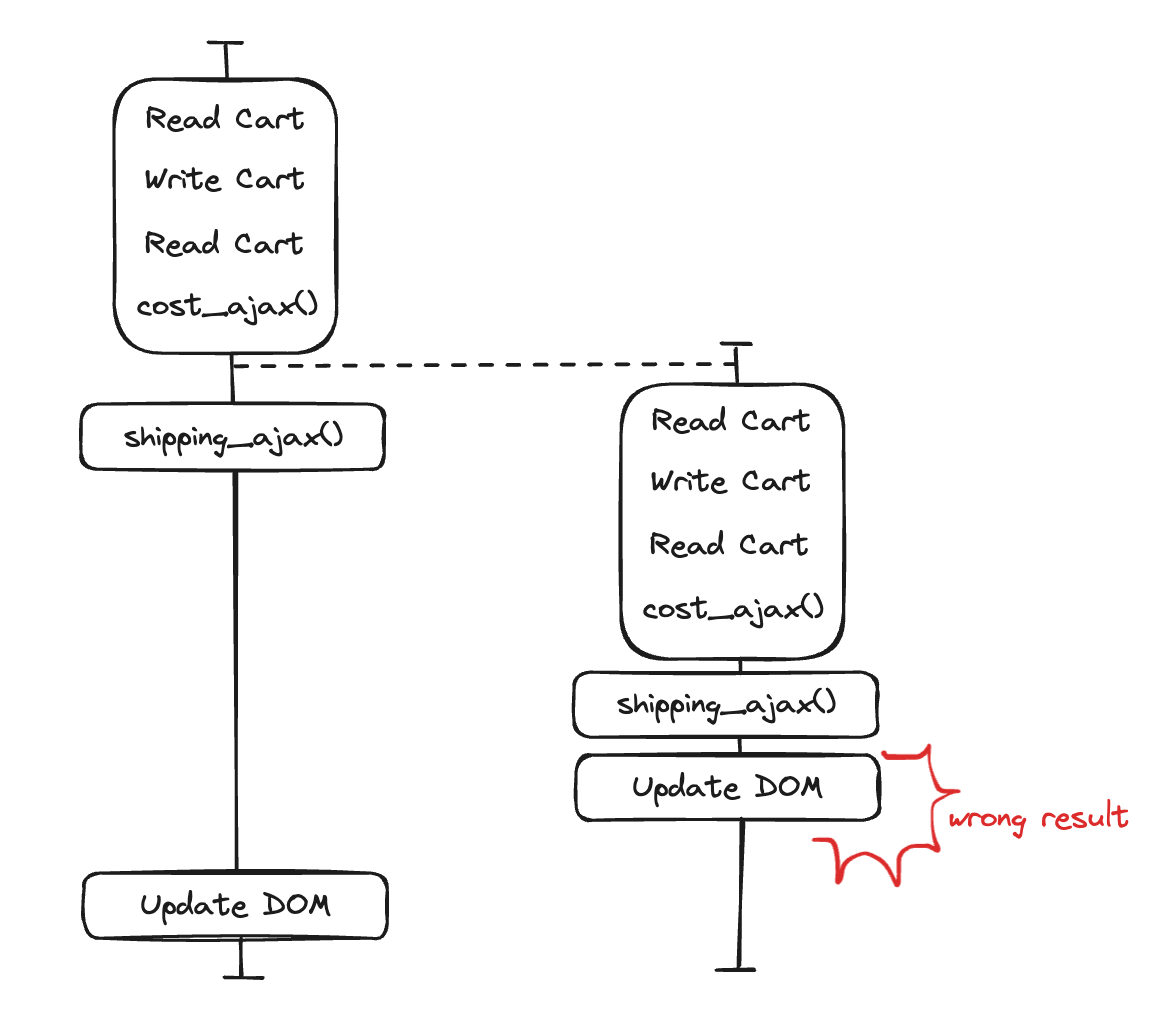 Read Cart
Write Cart
Read Cart
cost_ajax()
shipping_ajax()
Update DOM
Read Cart
Write Cart
Read Cart
cost_ajax()
shipping_ajax()
Update DOM
wrong result